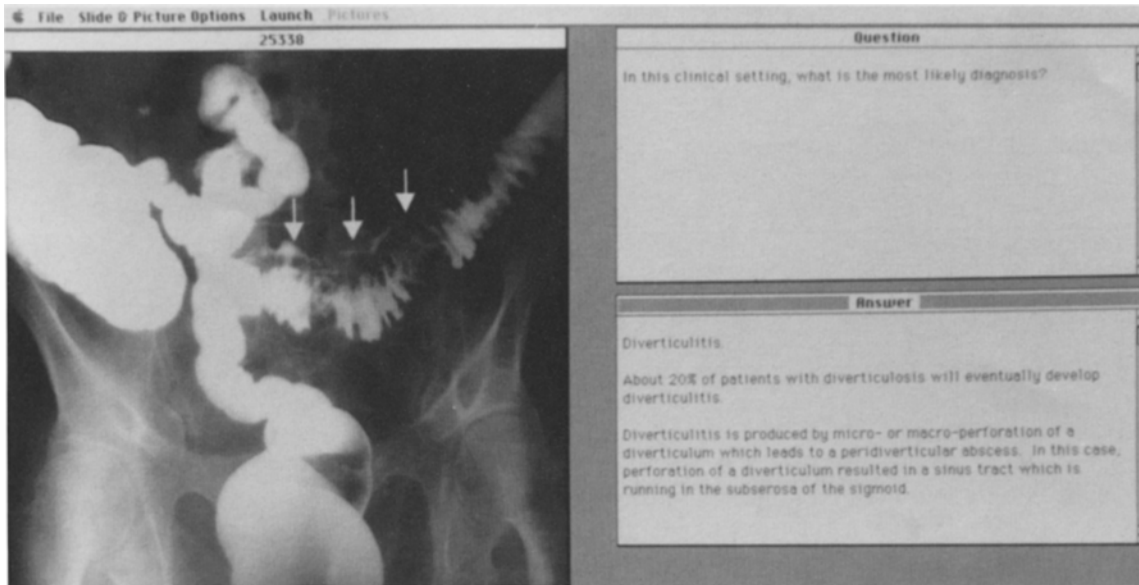 File Slide & Picture Options Launch Pictures
25338
Question
In this clinical setting, what is the most likely diagnosis?
Answer
Diverticulitis.
About 20% of patients with diverticulosis will eventually develop
diverticulitis.
Diverticulitis is produced by micro- or macro-perforation of a
diverticulum which leads to a peridiverticular abscess. In this case,
perforation of a diverticulum resulted in a sinus tract which is
running in the subserosa of the sigmoid.